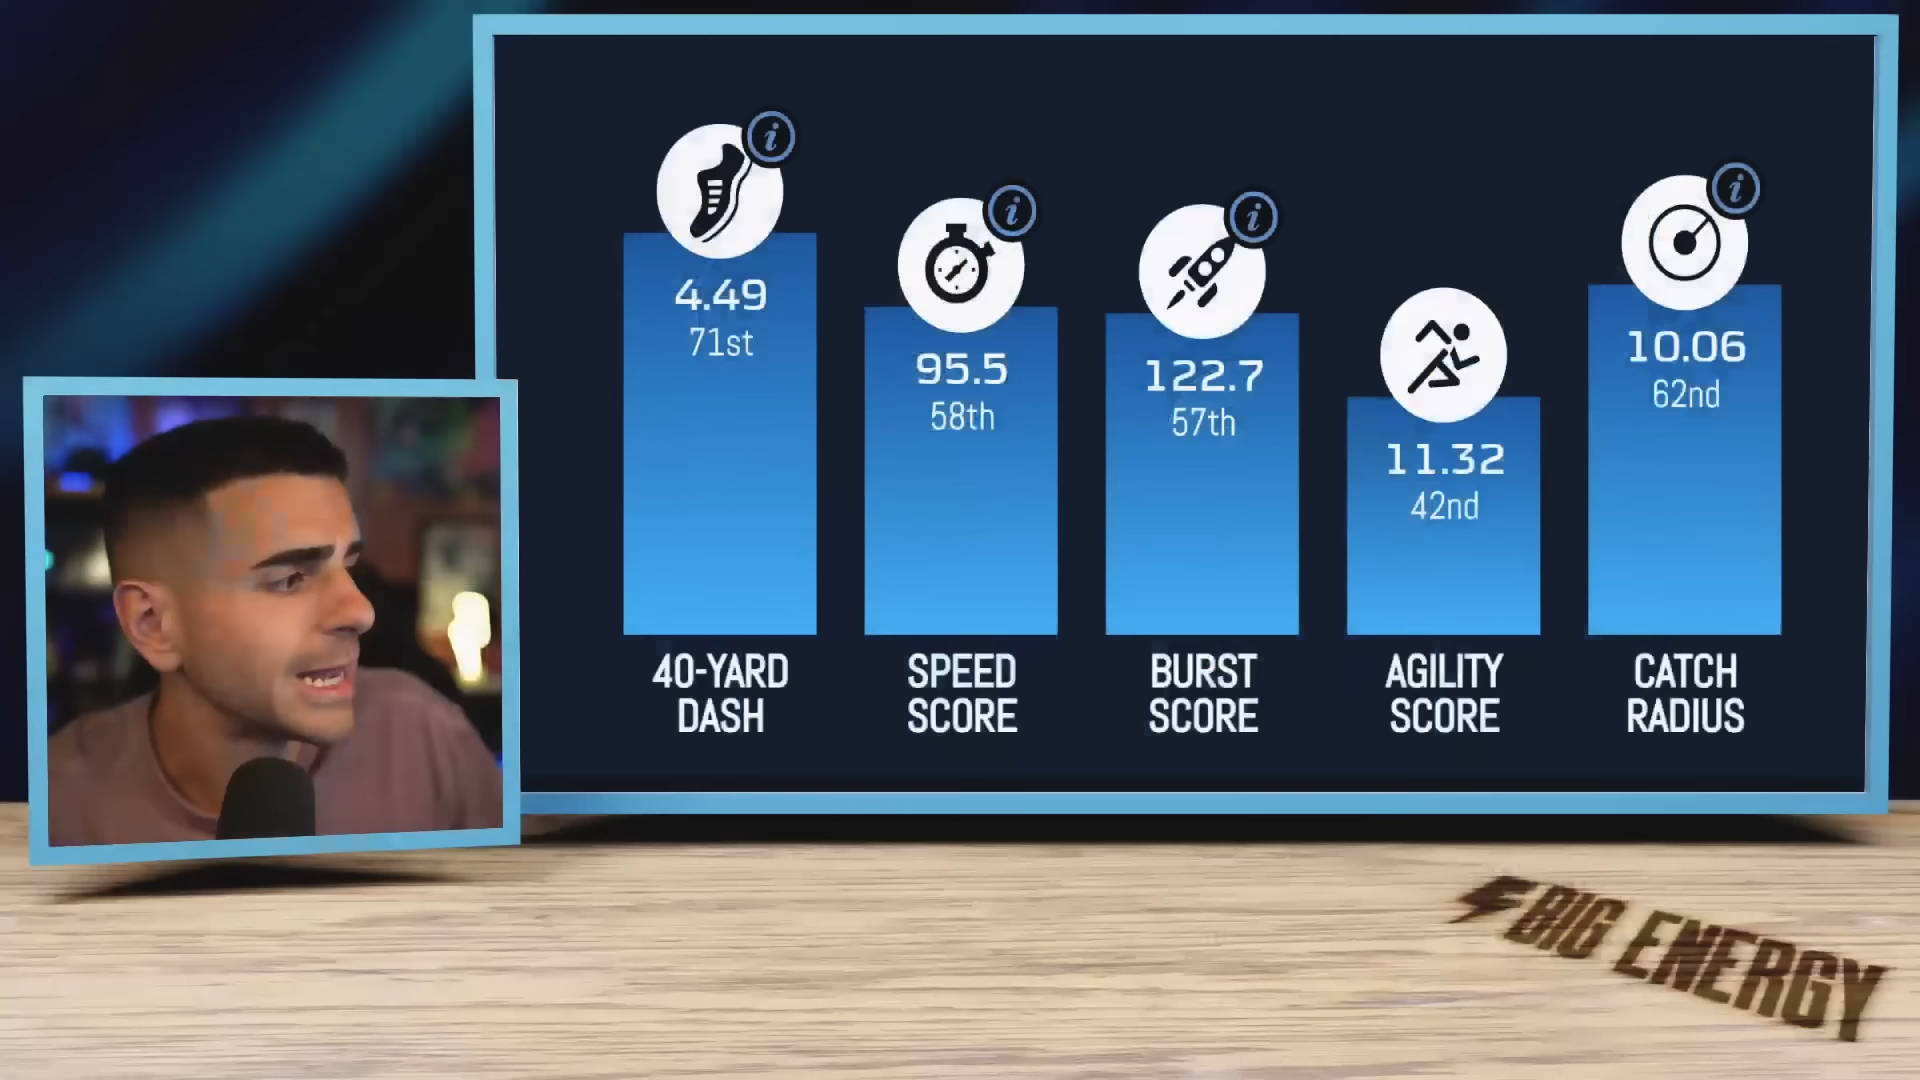 4.49
71st
95.5
58th
122.7
57th
11.32
42nd
10.06
62nd
40-YARD
DASH
SPEED
SCORE
BURST
SCORE
AGILITY
SCORE
CATCH
RADIUS
BIG ENERGY